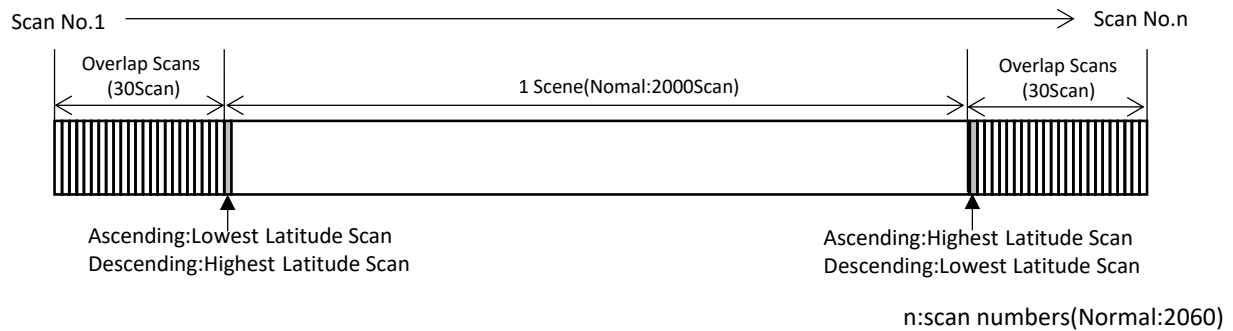 Scan No.1
Scan No.n
Overlap Scans
(30Scan)
1 Scene(Nomal:2000Scan)
Overlap Scans
(30Scan)
Ascending:Lowest Latitude Scan
Descending:Highest Latitude Scan
Ascending:Highest Latitude Scan
Descending:Lowest Latitude Scan
n:scan numbers(Normal:2060)